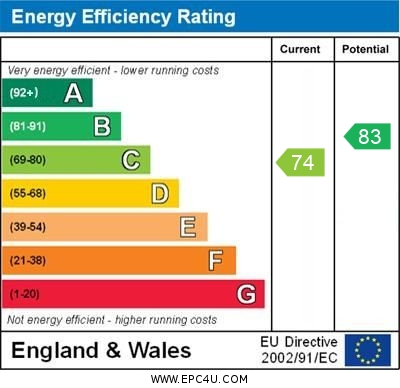 Energy Efficiency Rating
Current Potential
Very energy efficient - lower running costs
(92+) A
(81-91) B
83
(69-80) C
74
(55-68) D
(39-54) E
(21-38) F
(1-20) G
Not energy efficient - higher running costs
England & Wales
EU Directive
2002/91/EC
WWW.EPC4U.COM